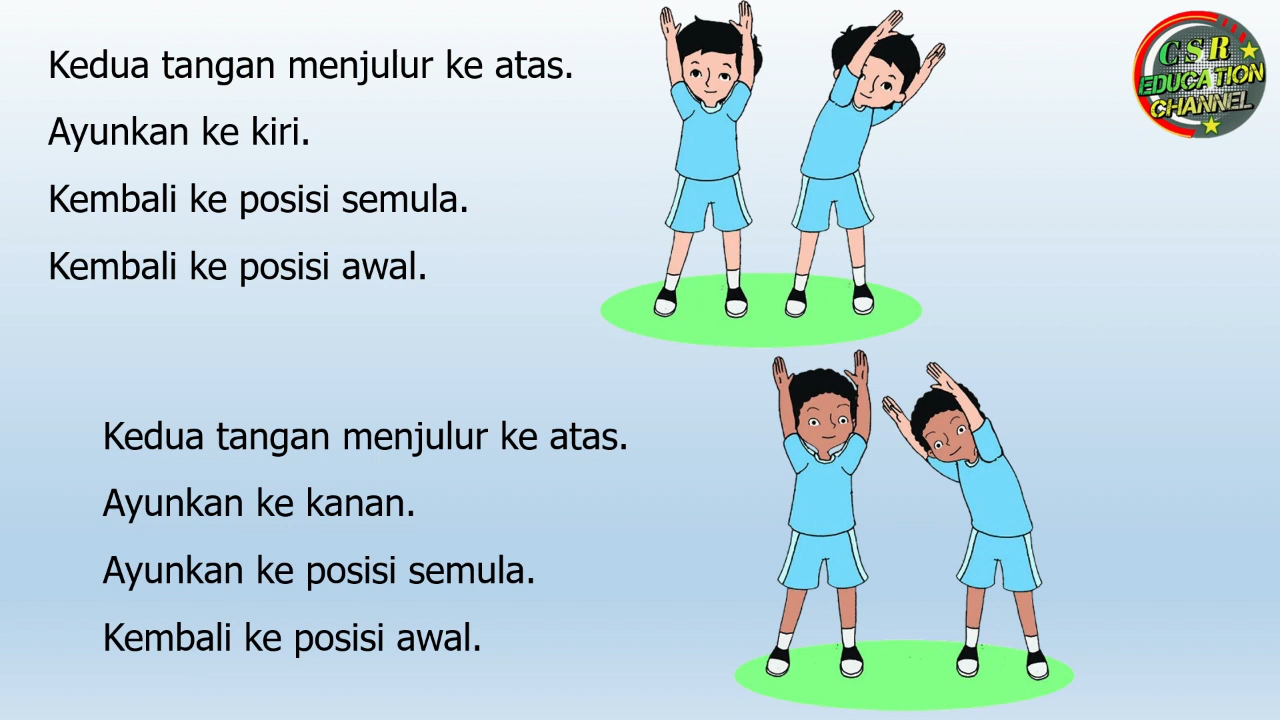 Kedua tangan menjulur ke atas.
Ayunkan ke kiri.
Kembali ke posisi semula.
Kembali ke posisi awal.
CSR
EDUCATION
CHANNEL
Kedua tangan menjulur ke atas.
Ayunkan ke kanan.
Ayunkan ke posisi semula.
Kembali ke posisi awal.